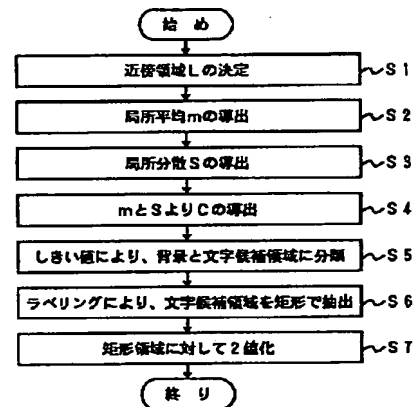 始め
近傍領域Lの決定 S1
局所平均mの導出 S2
局所分散Sの導出 S3
mとSよりCの導出 S4
しきい値により、背景と文字候補領域に分類 S5
ラベリングにより、文字候補領域を矩形で抽出 S6
矩形領域に対して2値化 S7
終り